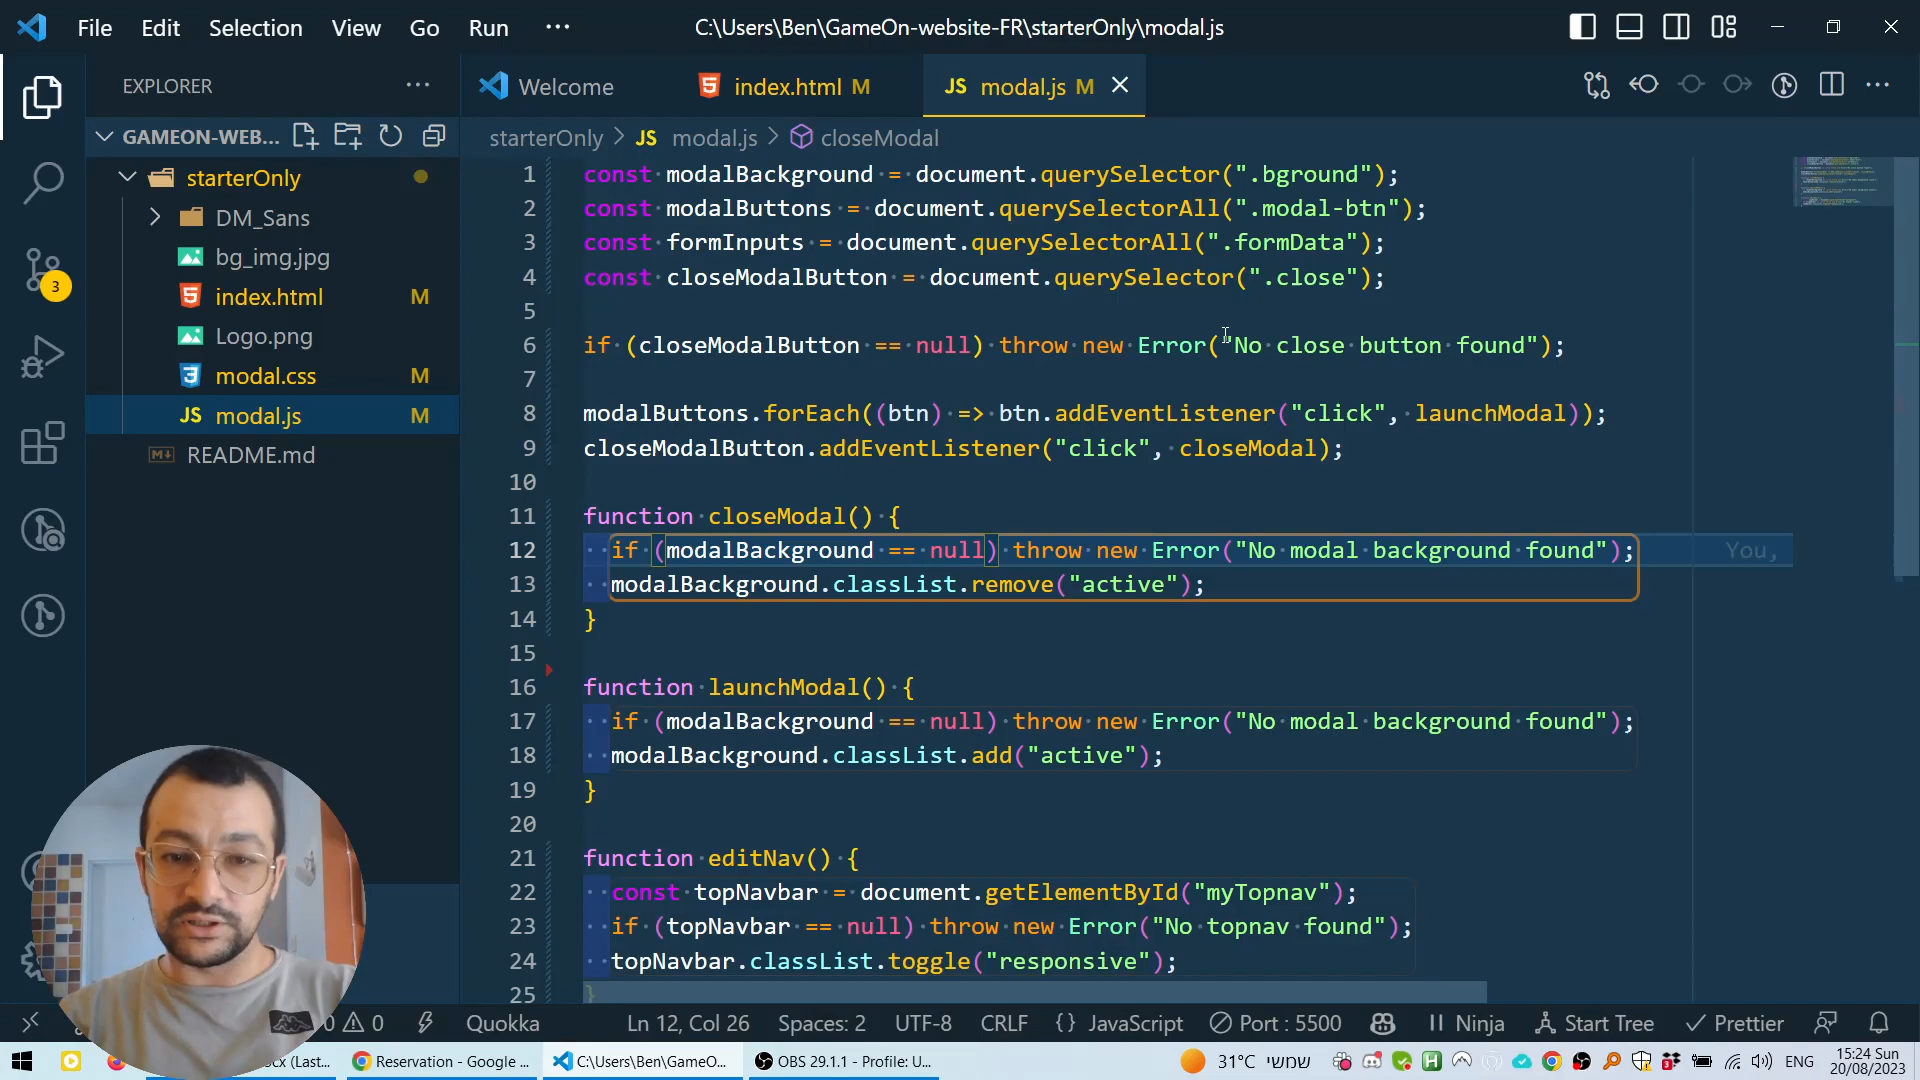 File Edit Selection View Go Run ··· C:\Users\Ben\GameOn-website-FR\starterOnly\modal.js
EXPLORER ···
Welcome
index.html M
JS modal.js M
GAMEON-WEB...
starterOnly > JS modal.js > closeModal
starterOnly
DM_Sans
bg_img.jpg
index.html M
Logo.png
modal.css M
JS modal.js M
README.md
3
1 const modalBackground = document.querySelector(".bground");
2 const modalButtons = document.querySelectorAll(".modal-btn");
3 const formInputs = document.querySelectorAll(".formData");
4 const closeModalButton = document.querySelector(".close");
5
6 if (closeModalButton == null) throw new Error("No close button found");
7
8 modalButtons.forEach((btn) => btn.addEventListener("click", launchModal));
9 closeModalButton.addEventListener("click", closeModal);
10
11 function closeModal() {
12 if (modalBackground == null) throw new Error("No modal background found"); You,
13 modalBackground.classList.remove("active");
14 }
15
16 function launchModal() {
17 if (modalBackground == null) throw new Error("No modal background found");
18 modalBackground.classList.add("active");
19 }
20
21 function editNav() {
22 const topNavbar = document.getElementById("myTopnav");
23 if (topNavbar == null) throw new Error("No topnav found");
24 topNavbar.classList.toggle("responsive");
25 }
0 0 Quokka Ln 12, Col 26 Spaces: 2 UTF-8 CRLF {} JavaScript Port : 5500 Ninja Start Tree Prettier
cx (Last... Reservation - Google ... C:\Users\Ben\GameO... OBS 29.1.1 - Profile: U... 31°C שמשי ENG 15:24 Sun
20/08/2023